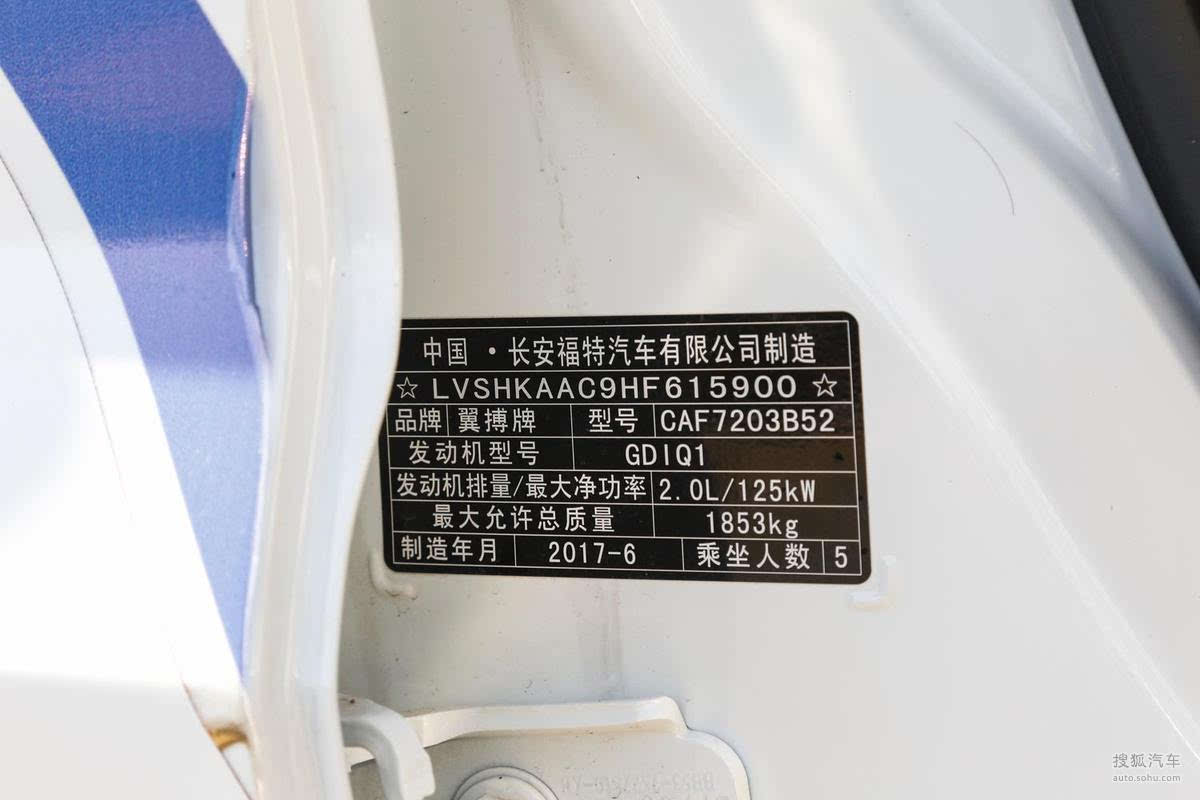 中国 · 长安福特汽车有限公司制造
☆ LVSHKAAC9HF615900 ☆
品牌 翼搏牌 型号 CAF7203B52
发动机型号 GDIQ1
发动机排量/最大净功率 2.0L/125kW
最大允许总质量 1853kg
制造年月 2017-6 乘坐人数 5
搜狐汽车
auto.sohu.com